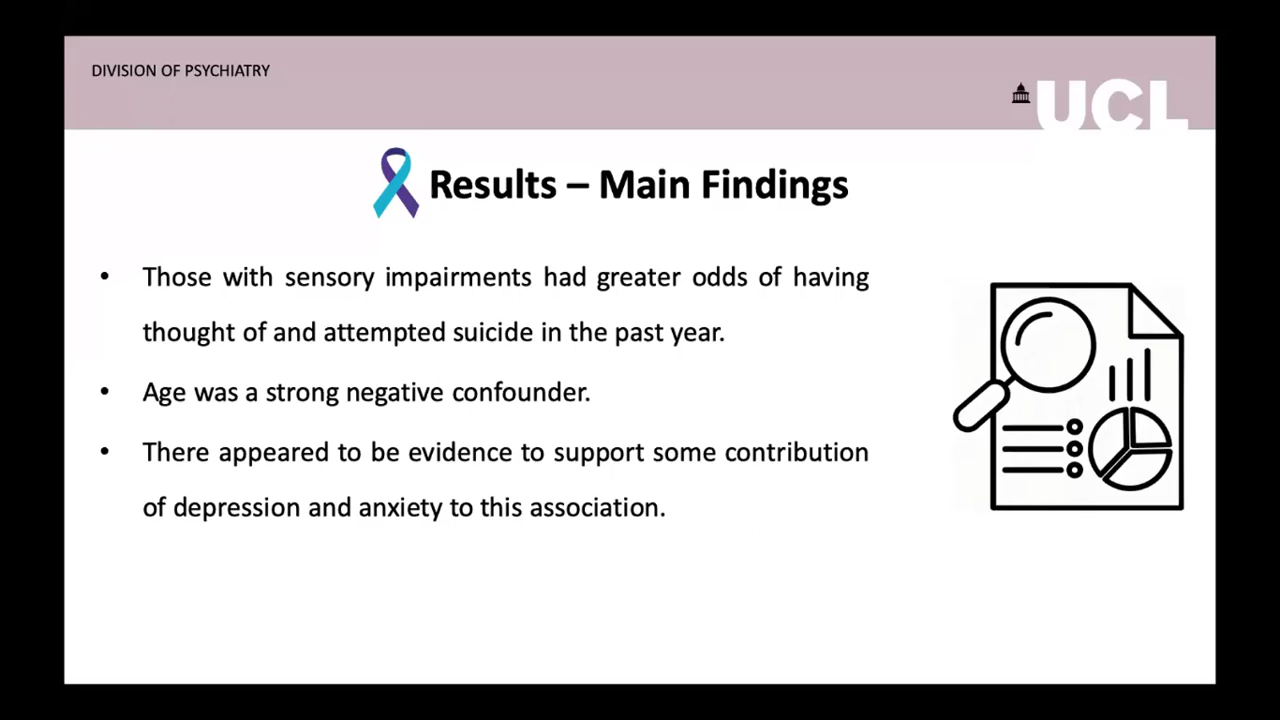 DIVISION OF PSYCHIATRY
UCL
Results – Main Findings
• Those with sensory impairments had greater odds of having
thought of and attempted suicide in the past year.
• Age was a strong negative confounder.
• There appeared to be evidence to support some contribution
of depression and anxiety to this association.